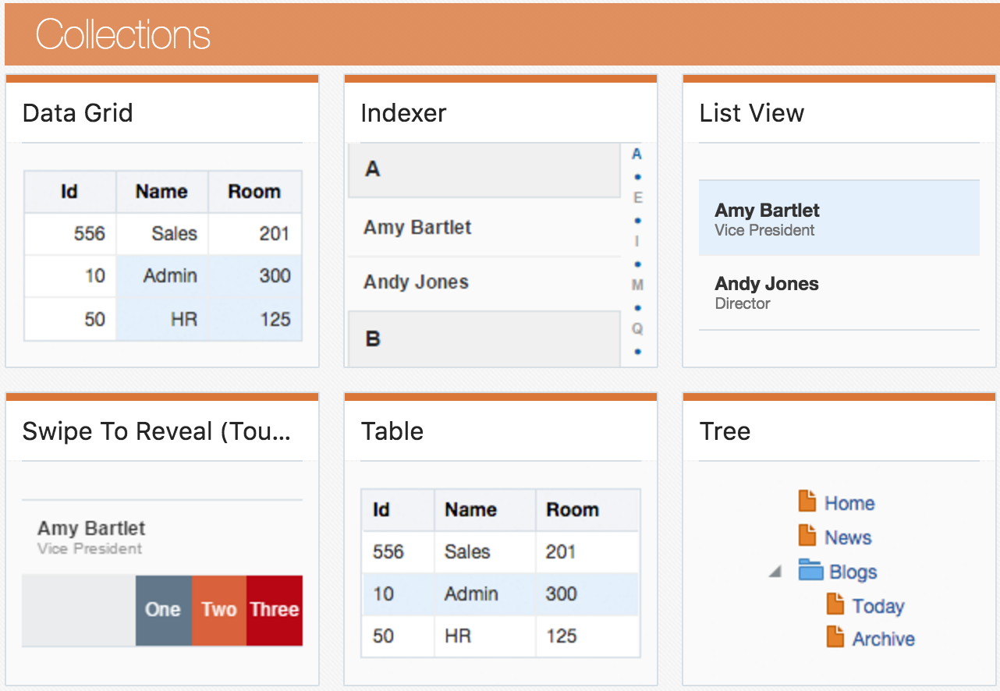 Collections
Data Grid
Id Name Room
556 Sales 201
10 Admin 300
50 HR 125
Indexer
A
Amy Bartlet
Andy Jones
B
A
•
E
•
I
•
M
•
Q
•
List View
Amy Bartlet
Vice President
Andy Jones
Director
Swipe To Reveal (Tou...
Amy Bartlet
Vice President
One Two Three
Table
Id Name Room
556 Sales 201
10 Admin 300
50 HR 125
Tree
Home
News
Blogs
Today
Archive